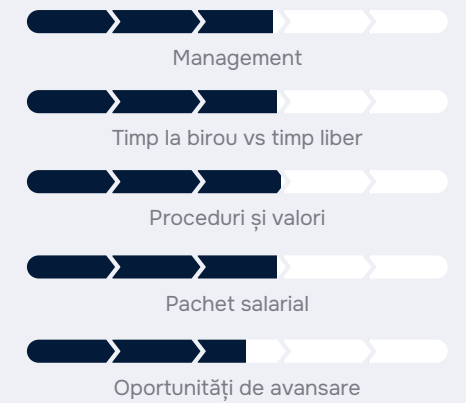 Management
Timp la birou vs timp liber
Proceduri și valori
Pachet salarial
Oportunități de avansare